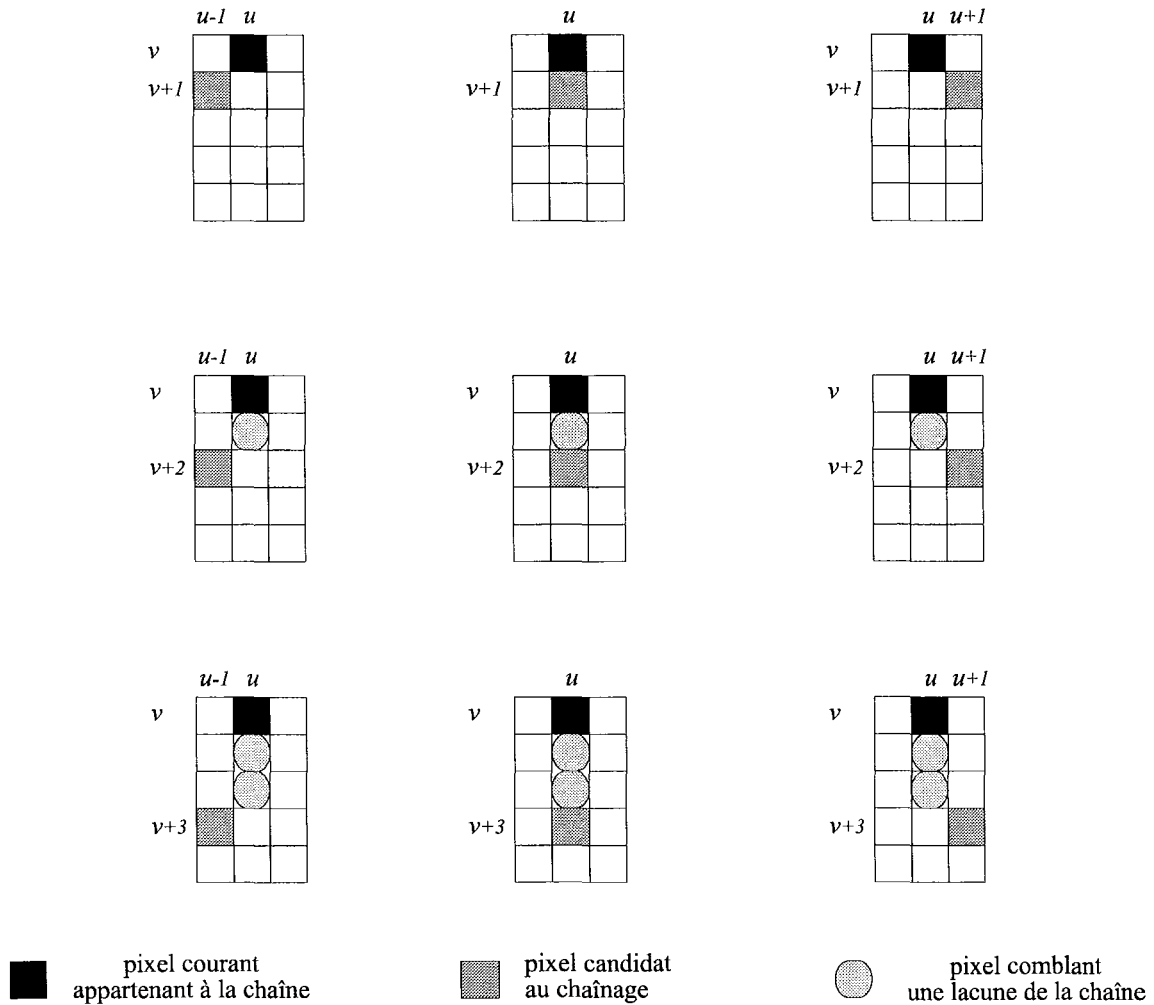 u-1 u
v
v+1
u
v+1
u u+1
v
v+1
u-1 u
v
v+2
u
v
v+2
u u+1
v
v+2
u-1 u
v
v+3
u
v
v+3
u u+1
v
v+3
pixel courant
appartenant à la chaîne
pixel candidat
au chaînage
pixel comblant
une lacune de la chaîne